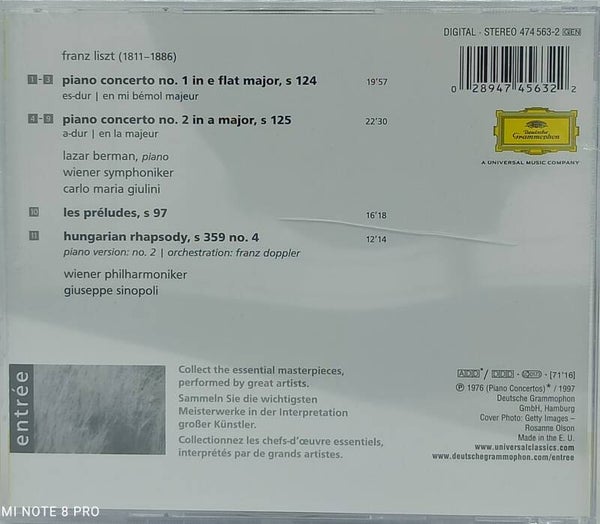 DIGITAL - STEREO 474 563-2 GEN
franz liszt (1811–1886)
1 - 3 piano concerto no. 1 in e flat major, s 124 19'57
es-dur | en mi bémol majeur
4 - 9 piano concerto no. 2 in a major, s 125 22'30
a-dur | en la majeur
lazar berman, piano
wiener symphoniker
carlo maria giulini
10 les préludes, s 97 16'18
11 hungarian rhapsody, s 359 no. 4 12'14
piano version: no. 2 | orchestration: franz doppler
wiener philharmoniker
giuseppe sinopoli
0 28947 45632 2
Deutsche
Grammophon
A UNIVERSAL MUSIC COMPANY
entrée
Collect the essential masterpieces,
performed by great artists.
Sammeln Sie die wichtigsten
Meisterwerke in der Interpretation
großer Künstler.
Collectionnez les chefs-d'œuvre essentiels,
interprétés par de grands artistes.
ADD*/ DDD - [71'16]
℗ 1976 (Piano Concertos)* / 1997
Deutsche Grammophon
GmbH, Hamburg
Cover Photo: Getty Images –
Rosanne Olson
Made in the E. U.
www.universalclassics.com
www.deutschegrammophon.com/entree
MI NOTE 8 PRO